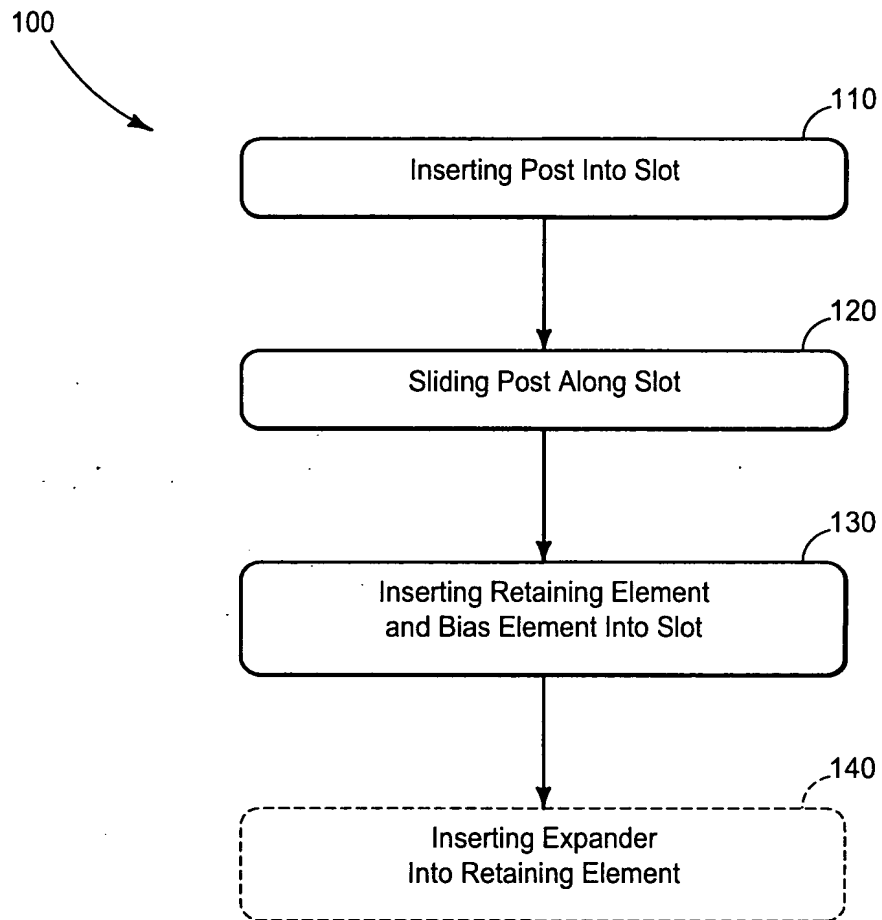 100
110
Inserting Post Into Slot
120
Sliding Post Along Slot
130
Inserting Retaining Element
and Bias Element Into Slot
140
Inserting Expander
Into Retaining Element